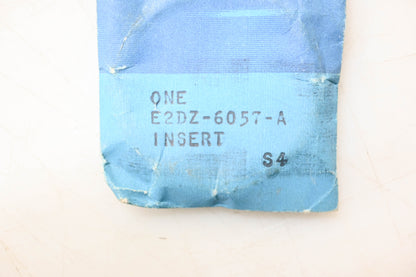 ONE
E2DZ-6057-A
INSERT
S4